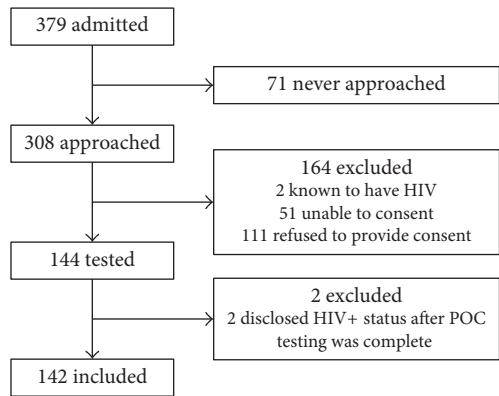 379 admitted
71 never approached
308 approached
164 excluded
2 known to have HIV
51 unable to consent
111 refused to provide consent
144 tested
2 excluded
2 disclosed HIV+ status after POC
testing was complete
142 included